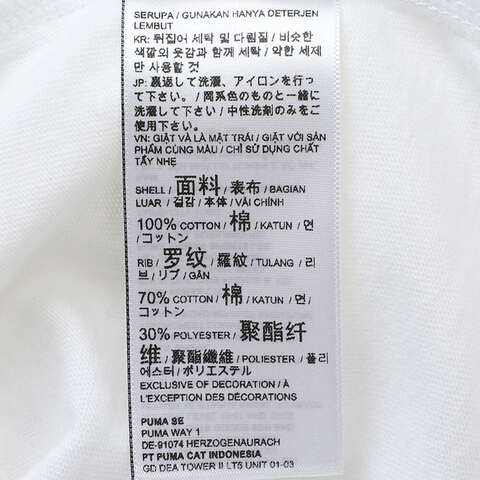 SERUPA / GUNAKAN HANYA DETERJEN
LEMBUT
KR: 뒤집어 세탁 및 다림질 / 비슷한
색깔의 옷감과 함께 세탁 / 약한 세제
만 사용할 것
JP: 裏返して洗濯、アイロンを行っ
て下さい。/ 同系色のものと一緒に
洗濯して下さい / 中性洗剤のみをご
使用下さい。
VN: GIẶT VÀ LÀ MẶT TRÁI / GIẶT VỚI SẢN
PHẨM CÙNG MÀU / CHỈ SỬ DỤNG CHẤT
TẨY NHẸ
SHELL / 面料 / 表布 / BAGIAN
LUAR / 겉감 / 本体 / VẢI CHÍNH
100% COTTON / 棉 / KATUN / 면
/ コットン
RIB / 罗纹 / 羅紋 / TULANG / 리
브 / リブ / GÂN
70% COTTON / 棉 / KATUN / 면
/ コットン
30% POLYESTER / 聚酯纤
维 / 聚酯纖維 / POLIESTER / 폴리
에스터 / ポリエステル
EXCLUSIVE OF DECORATION / À
L'EXCEPTION DES DÉCORATIONS
PUMA SE
PUMA WAY 1
DE-91074 HERZOGENAURACH
PT PUMA CAT INDONESIA
GD DEA TOWER II LT5 UNIT 01-03